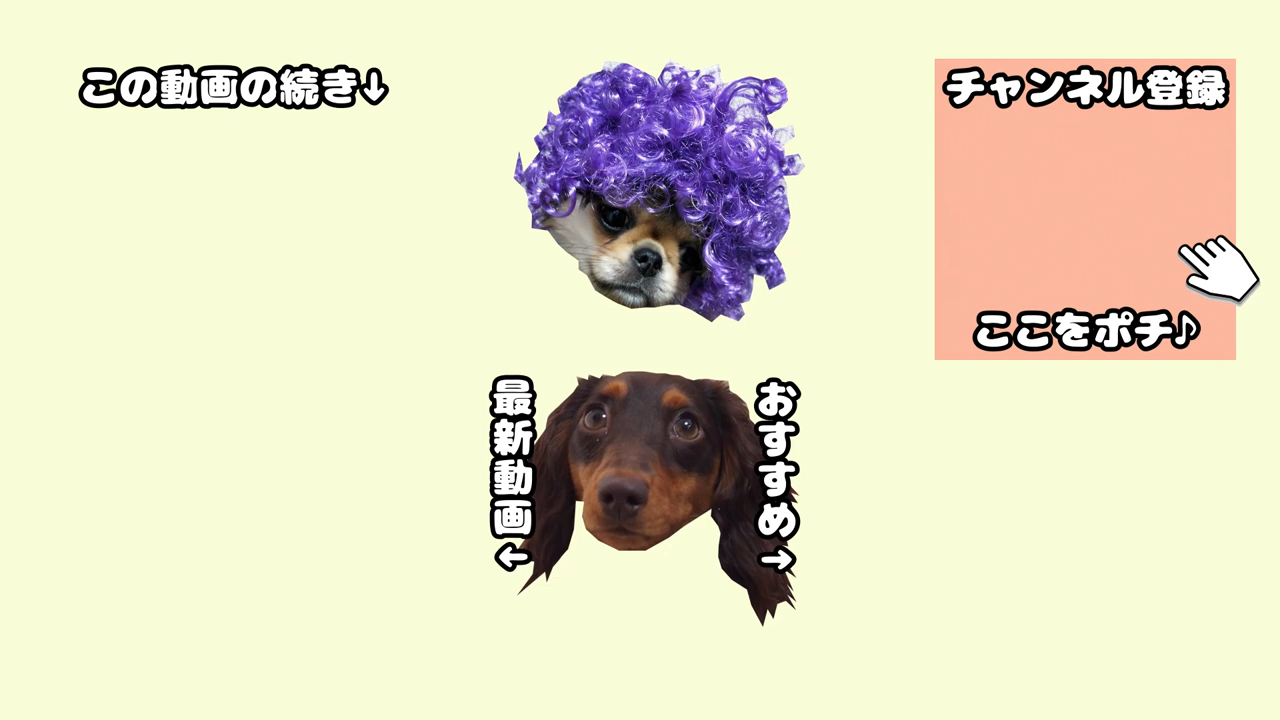 この動画の続き↓
チャンネル登録
ここをポチ♪
最新動画←
おすすめ→